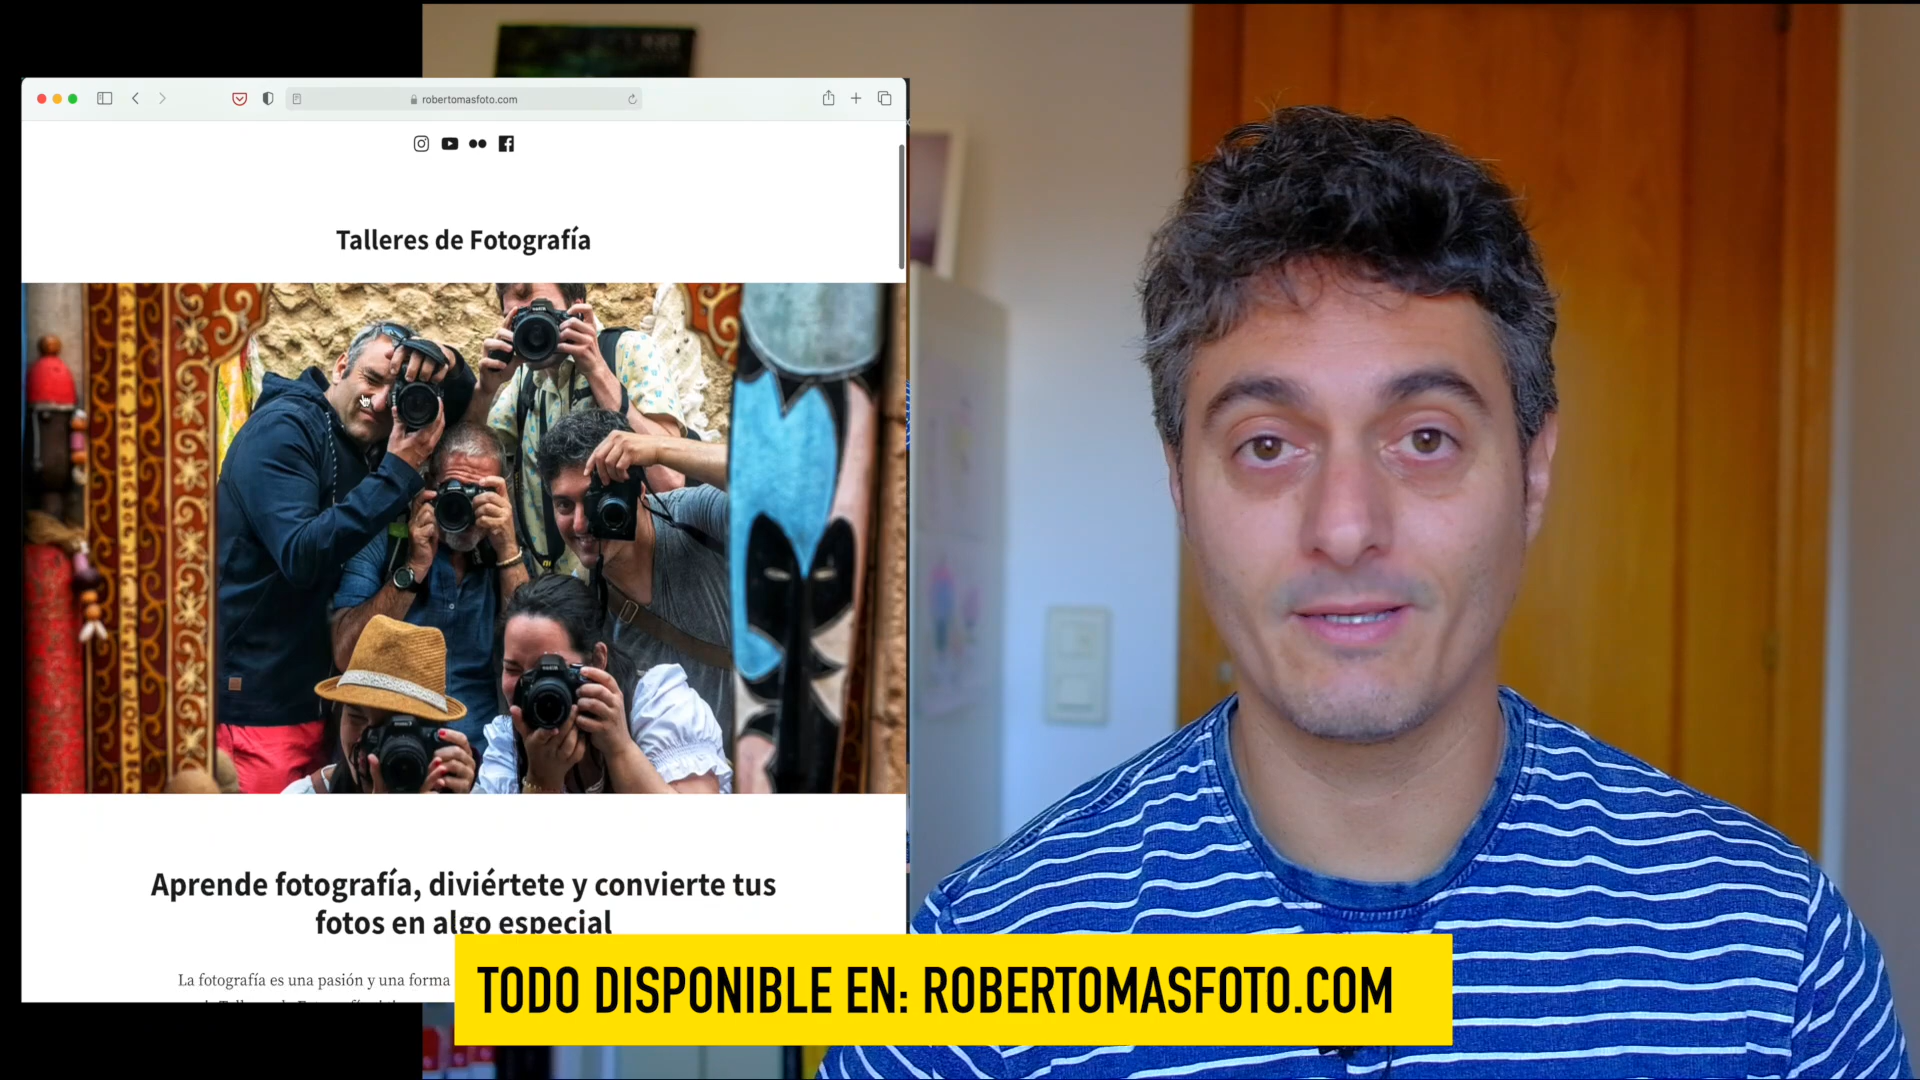 robertomasfoto.com
Talleres de Fotografía
Aprende fotografía, diviértete y convierte tus
fotos en algo especial
La fotografía es una pasión y una forma
TODO DISPONIBLE EN: ROBERTOMASFOTO.COM